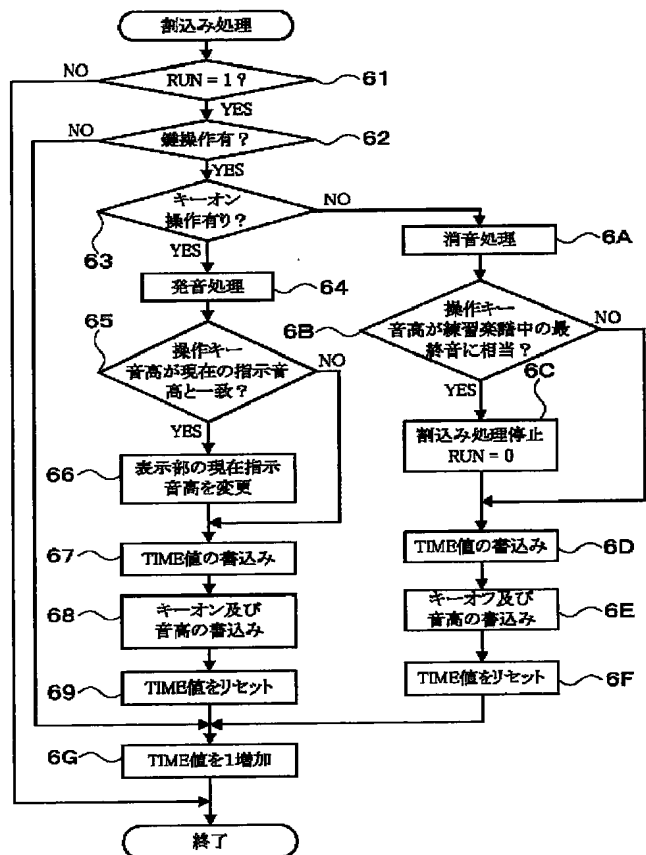 割込み処理
NO
RUN = 1 ?
61
YES
NO
鍵操作有?
62
YES
キーオン
操作有り?
NO
63
YES
消音処理
6A
発音処理
64
65
操作キー
音高が現在の指示音
高と一致?
NO
YES
6B
操作キー
音高が練習楽譜中の最
終音に相当?
NO
YES
6C
割込み処理停止
RUN = 0
66
表示部の現在指示
音高を変更
67
TIME値の書込み
TIME値の書込み
6D
68
キーオン及び
音高の書込み
キーオフ及び
音高の書込み
6E
69
TIME値をリセット
TIME値をリセット
6F
6G
TIME値を1増加
終了